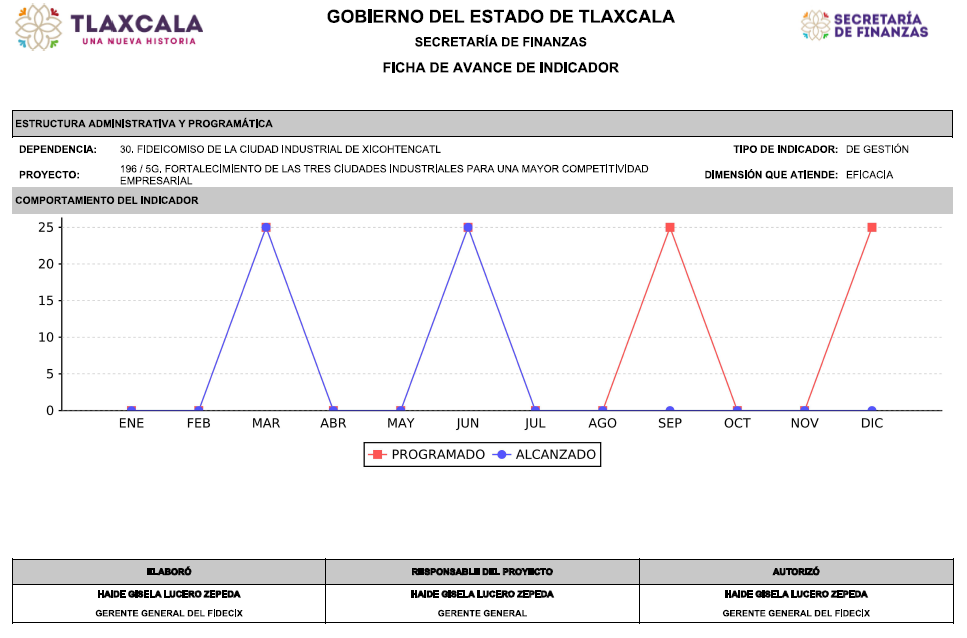 TLAXCALA
UNA NUEVA HISTORIA
GOBIERNO DEL ESTADO DE TLAXCALA
SECRETARÍA DE FINANZAS
FICHA DE AVANCE DE INDICADOR
SECRETARÍA
DE FINANZAS
ESTRUCTURA ADMINISTRATIVA Y PROGRAMÁTICA
DEPENDENCIA: 30. FIDEICOMISO DE LA CIUDAD INDUSTRIAL DE XICOHTENCATL TIPO DE INDICADOR: DE GESTIÓN
PROYECTO: 196 / 5G. FORTALECIMIENTO DE LAS TRES CIUDADES INDUSTRIALES PARA UNA MAYOR COMPETITIVIDAD
EMPRESARIAL
DIMENSIÓN QUE ATIENDE: EFICACIA
COMPORTAMIENTO DEL INDICADOR
25
20
15
10
5
0
ENE FEB MAR ABR MAY JUN JUL AGO SEP OCT NOV DIC
PROGRAMADO ALCANZADO
ELABORÓ RESPONSABLE DEL PROYECTO AUTORIZÓ
HAIDE GISELA LUCERO ZEPEDA HAIDE GISELA LUCERO ZEPEDA HAIDE GISELA LUCERO ZEPEDA
GERENTE GENERAL DEL FIDECIX GERENTE GENERAL GERENTE GENERAL DEL FIDECIX